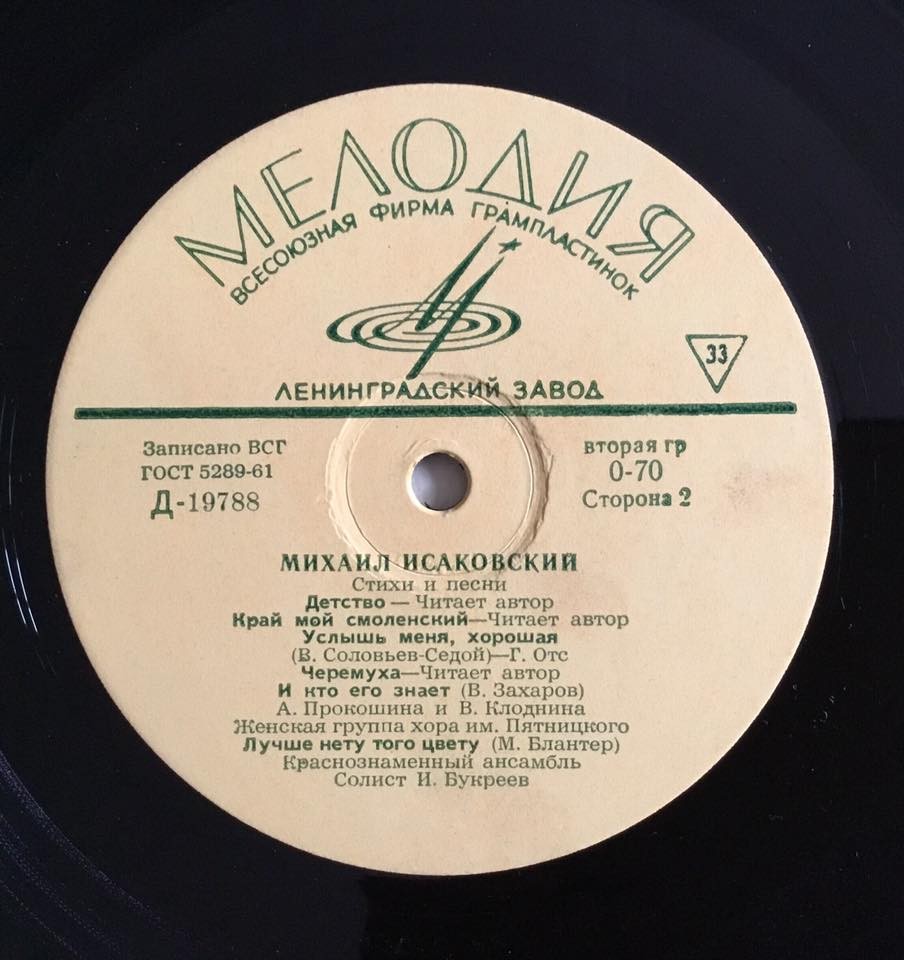 МЕЛОДИЯ
ВСЕСОЮЗНАЯ ФИРМА ГРАМПЛАСТИНОК
33
ЛЕНИНГРАДСКИЙ ЗАВОД
Записано ВСГ
ГОСТ 5289-61
Д-19788
вторая гр
0-70
Сторона 2
МИХАИЛ ИСАКОВСКИЙ
Стихи и песни
Детство — Читает автор
Край мой смоленский—Читает автор
Услышь меня, хорошая
(В. Соловьев-Седой)—Г. Отс
Черемуха—Читает автор
И кто его знает (В. Захаров)
А. Прокошина и В. Клоднина
Женская группа хора им. Пятницкого
Лучше нету того цвету (М. Блантер)
Краснознаменный ансамбль
Солист И. Букреев